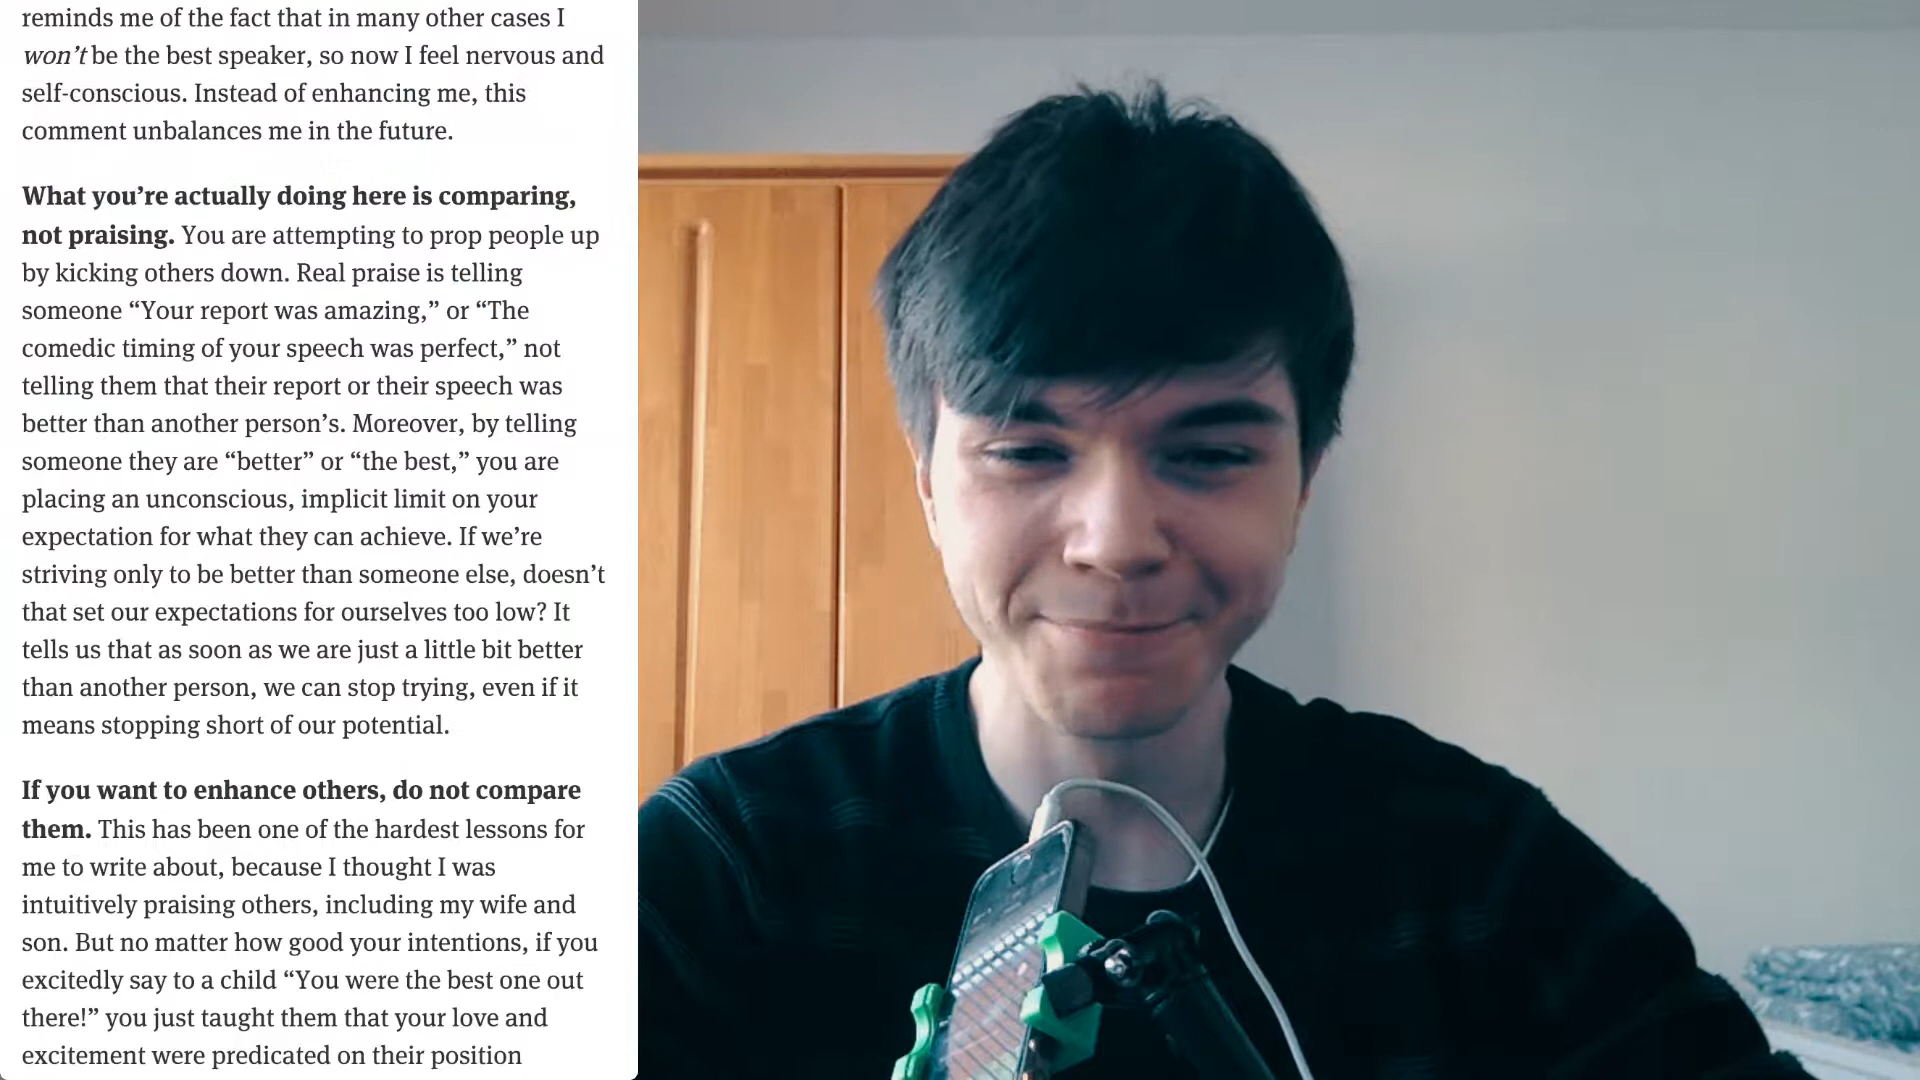 reminds me of the fact that in many other cases I
won’t be the best speaker, so now I feel nervous and
self-conscious. Instead of enhancing me, this
comment unbalances me in the future.
What you’re actually doing here is comparing,
not praising. You are attempting to prop people up
by kicking others down. Real praise is telling
someone “Your report was amazing,” or “The
comedic timing of your speech was perfect,” not
telling them that their report or their speech was
better than another person’s. Moreover, by telling
someone they are “better” or “the best,” you are
placing an unconscious, implicit limit on your
expectation for what they can achieve. If we’re
striving only to be better than someone else, doesn’t
that set our expectations for ourselves too low? It
tells us that as soon as we are just a little bit better
than another person, we can stop trying, even if it
means stopping short of our potential.
If you want to enhance others, do not compare
them. This has been one of the hardest lessons for
me to write about, because I thought I was
intuitively praising others, including my wife and
son. But no matter how good your intentions, if you
excitedly say to a child “You were the best one out
there!” you just taught them that your love and
excitement were predicated on their position